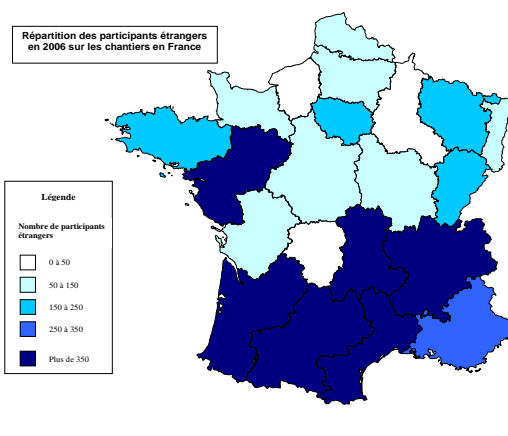 Répartition des participants étrangers
en 2006 sur les chantiers en France
Légende
Nombre de participants
étrangers
0 à 50
50 à 150
150 à 250
250 à 350
Plus de 350